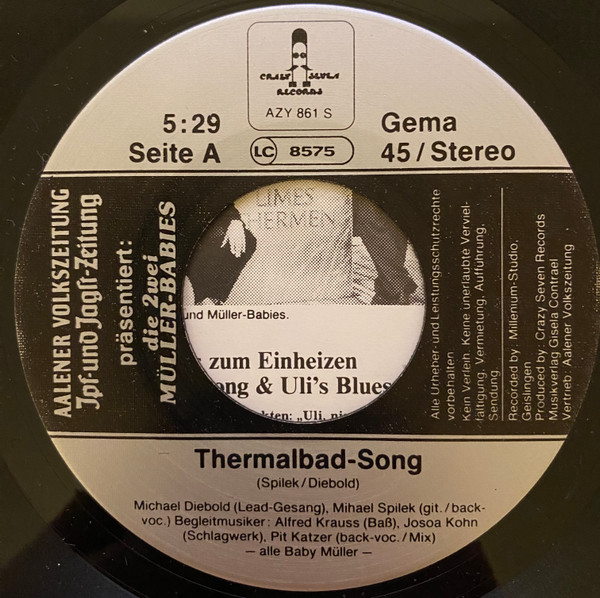 CRAZY SEVEN
RECORDS
AZY 861 S
5:29
Seite A
LC 8575
Gema
45/Stereo
AALENER VOLKSZEITUNG
Ipf- und Jagst-Zeitung
präsentiert:
die 2wei
MÜLLER-BABIES
LIMES
HERMEN
und Müller-Babies.
zum Einheizen
ong & Uli's Blues
kten: „Uli, ni
Alle Urheber- und Leistungsschutzrechte
vorbehalten
Kein Verleih. Keine unerlaubte Verviel-
fältigung. Vermietung. Aufführung.
Sendung
Recorded by: Millenium-Studio.
Geislingen
Produced by: Crazy Seven Records
Musikverlag Gisela Contrael
Vertrieb: Aalener Volkszeitung
Thermalbad-Song
(Spilek/Diebold)
Michael Diebold (Lead-Gesang), Mihael Spilek (git./back-
voc.) Begleitmusiker: Alfred Krauss (Baß), Josoa Kohn
(Schlagwerk), Pit Katzer (back-voc./Mix)
— alle Baby Müller —